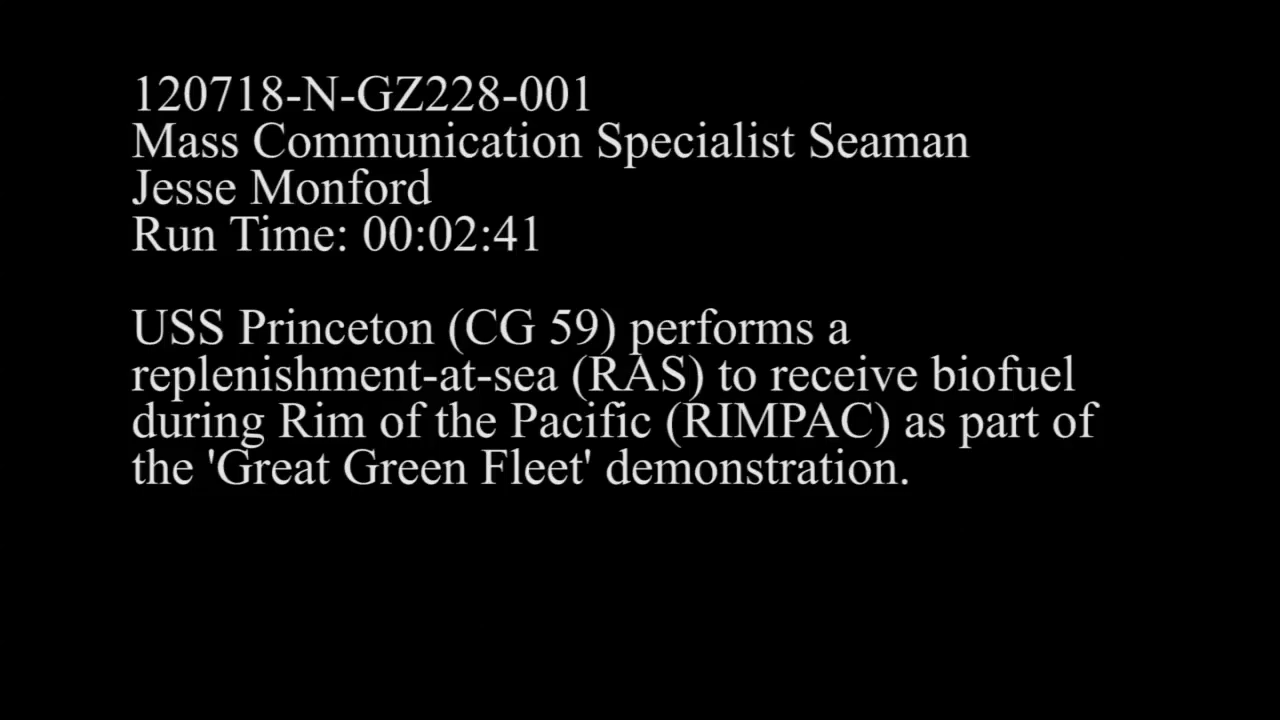 120718-N-GZ228-001
Mass Communication Specialist Seaman
Jesse Monford
Run Time: 00:02:41
USS Princeton (CG 59) performs a
replenishment-at-sea (RAS) to receive biofuel
during Rim of the Pacific (RIMPAC) as part of
the 'Great Green Fleet' demonstration.